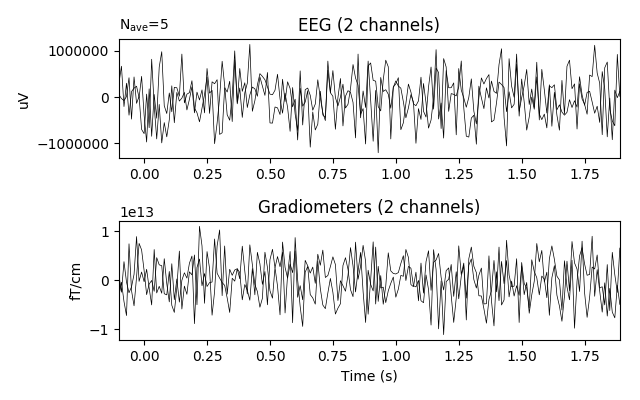 Nave=5
EEG (2 channels)
1000000
0
−1000000
uV
0.00 0.25 0.50 0.75 1.00 1.25 1.50 1.75
1e13
Gradiometers (2 channels)
1
0
−1
fT/cm
0.00 0.25 0.50 0.75 1.00 1.25 1.50 1.75
Time (s)